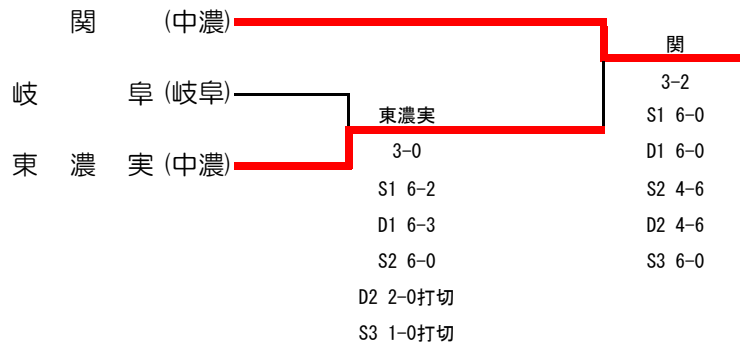 関 (中濃)
岐阜 (岐阜)
東濃実 (中濃)
東濃実
3-0
S1 6-2
D1 6-3
S2 6-0
D2 2-0打切
S3 1-0打切
関
3-2
S1 6-0
D1 6-0
S2 4-6
D2 4-6
S3 6-0